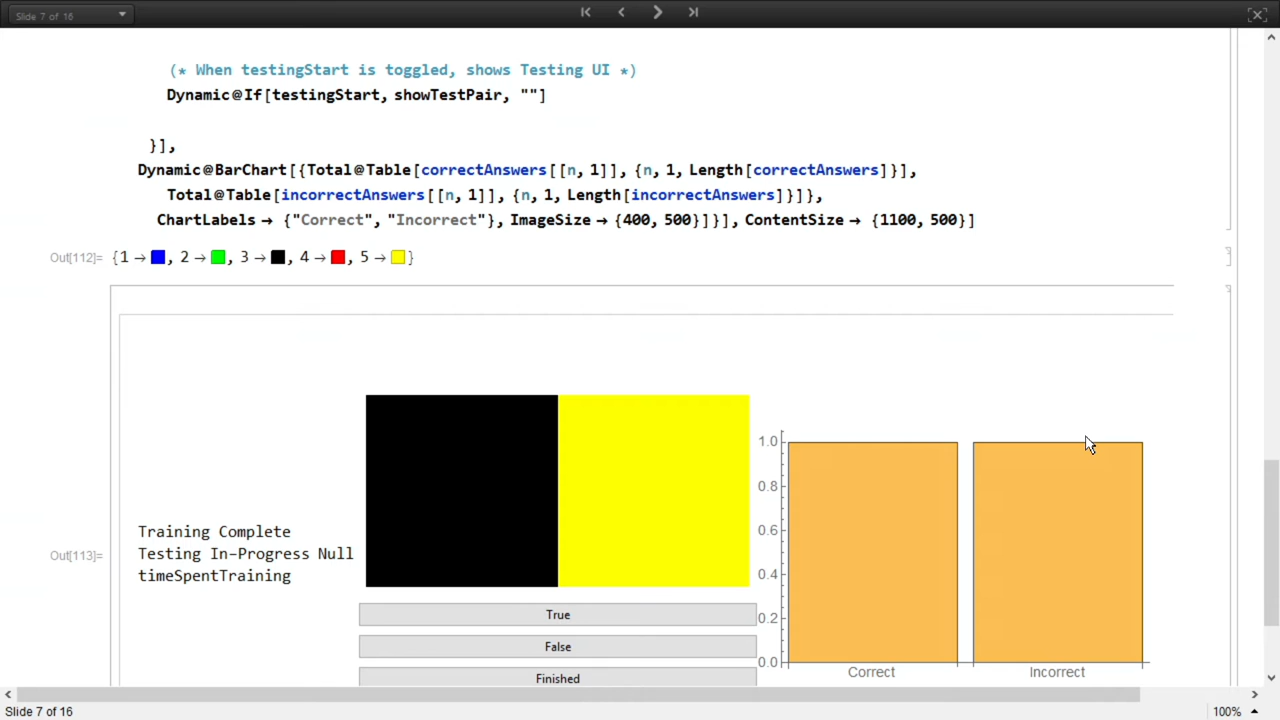 Slide 7 of 16
(* When testingStart is toggled, shows Testing UI *)
Dynamic@If[testingStart, showTestPair, ""]
}],
Dynamic@BarChart[{Total@Table[correctAnswers[[n, 1]], {n, 1, Length[correctAnswers]}],
Total@Table[incorrectAnswers[[n, 1]], {n, 1, Length[incorrectAnswers]}]},
ChartLabels → {"Correct", "Incorrect"}, ImageSize → {400, 500}]}], ContentSize → {1100, 500}]
Out[112]= {1 → , 2 → , 3 → , 4 → , 5 → }
Out[113]=
Training Complete
Testing In-Progress Null
timeSpentTraining
True
False
Finished
1.0
0.8
0.6
0.4
0.2
0.0
Correct Incorrect
Slide 7 of 16 100%